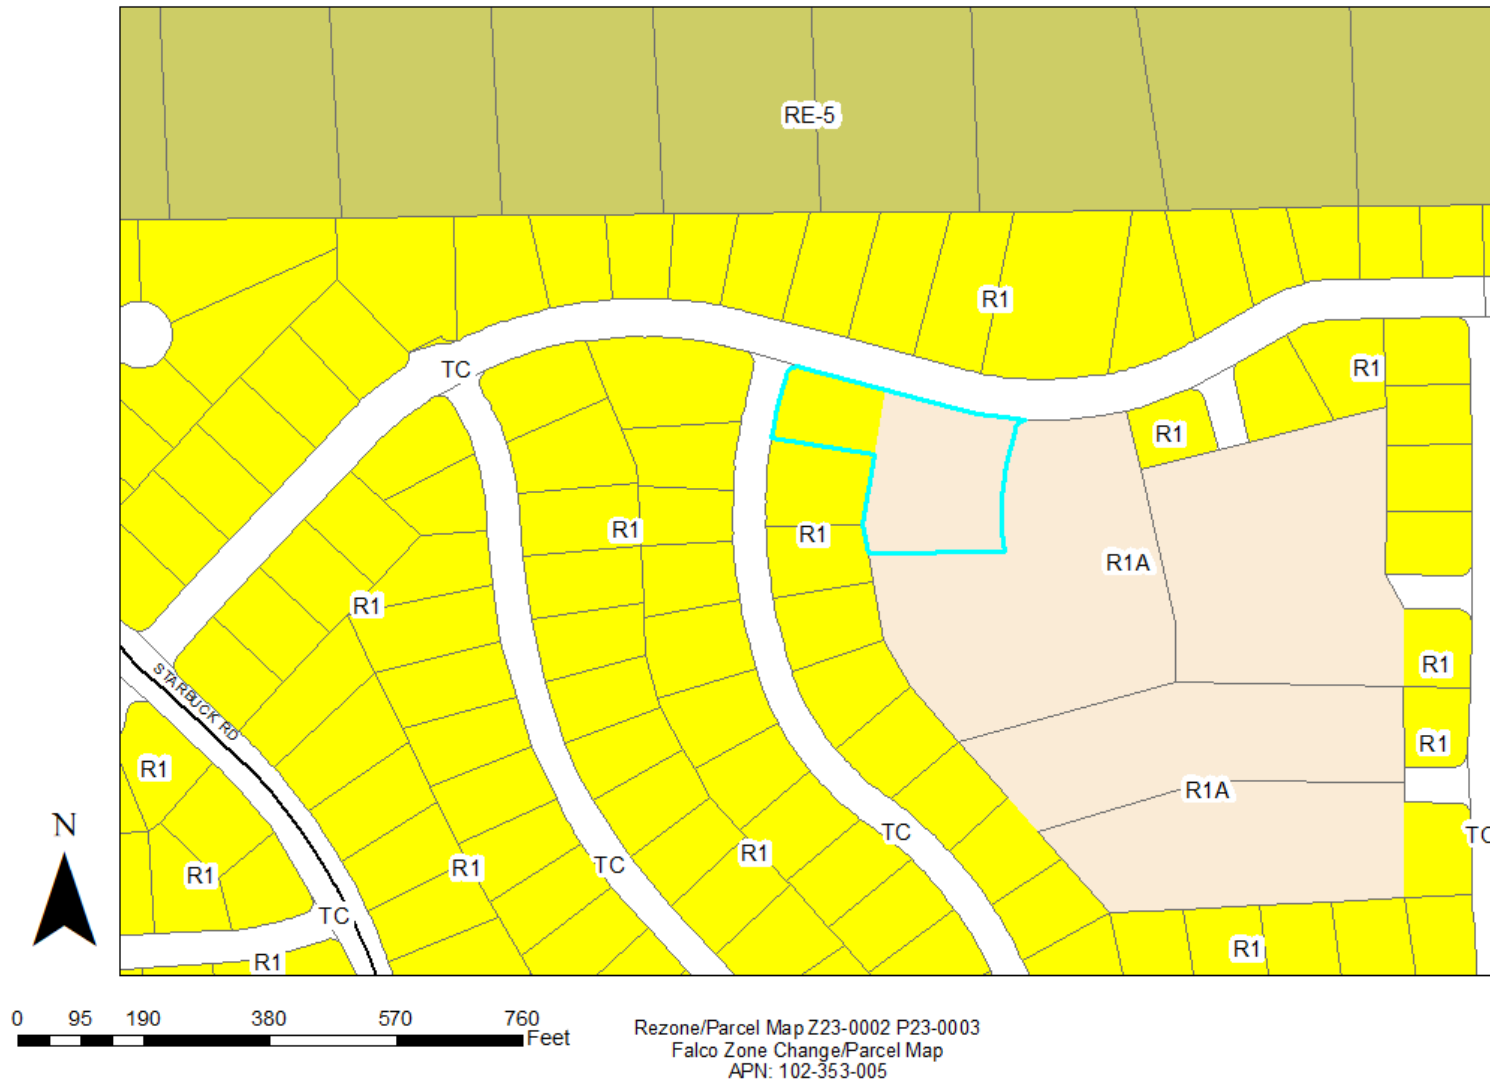 RE-5
R1
TC
R1
R1
R1
R1
R1A
R1
STARBUCK RD
R1
R1
R1
R1A
TC
TC
R1
TC
R1
R1
TC
R1
R1
N
0 95 190 380 570 760
Feet
Rezone/Parcel Map Z23-0002 P23-0003
Falco Zone Change/Parcel Map
APN: 102-353-005